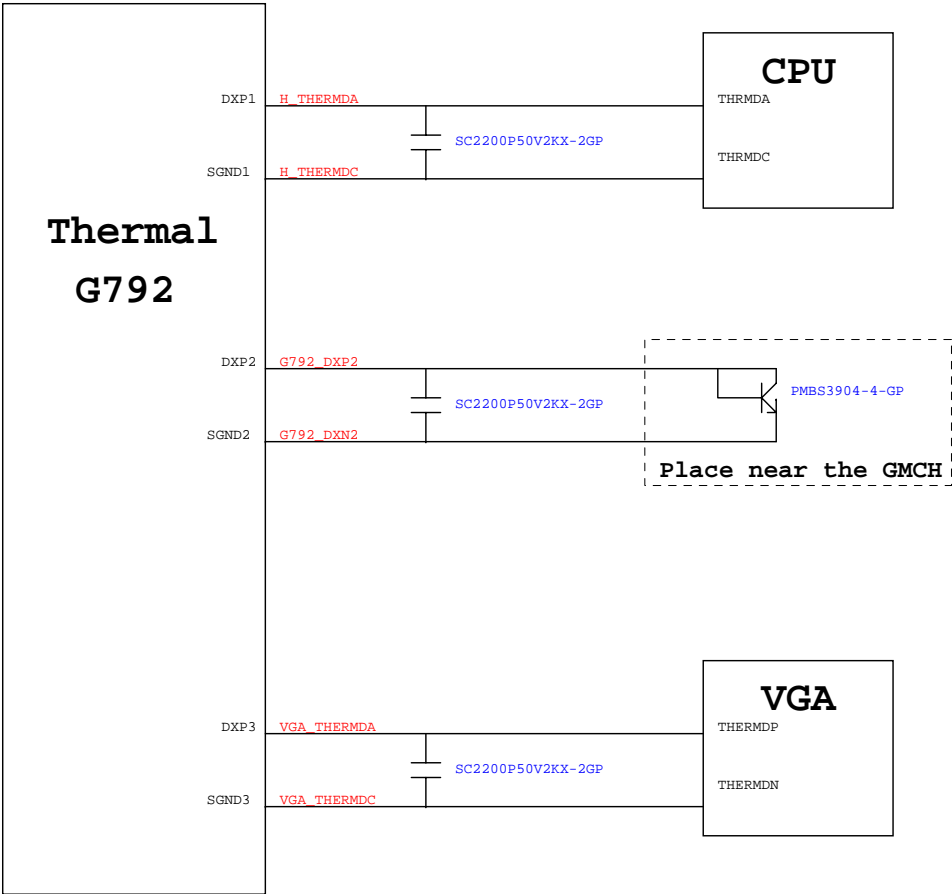 CPU
DXP1 H_THERMDA THRMDA
SC2200P50V2KX-2GP
THRMDC
SGND1 H_THERMDC
Thermal
G792
DXP2 G792_DXP2
PMBS3904-4-GP
SC2200P50V2KX-2GP
SGND2 G792_DXN2
Place near the GMCH
VGA
DXP3 VGA_THERMDA THERMDP
SC2200P50V2KX-2GP
THERMDN
SGND3 VGA_THERMDC